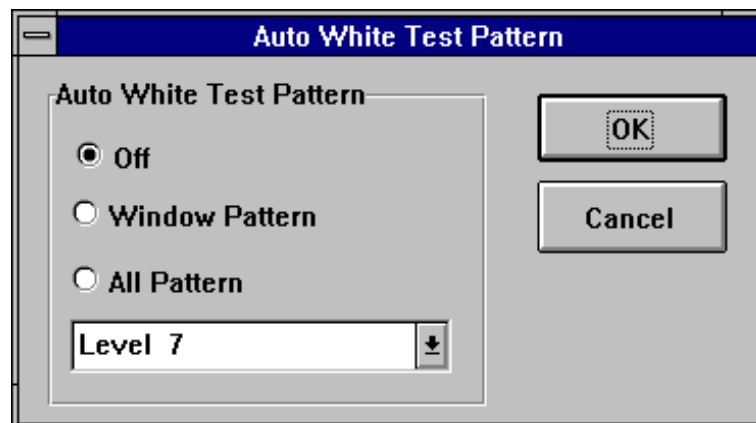 Auto White Test Pattern
Auto White Test Pattern
Off
Window Pattern
All Pattern
Level 7
OK
Cancel